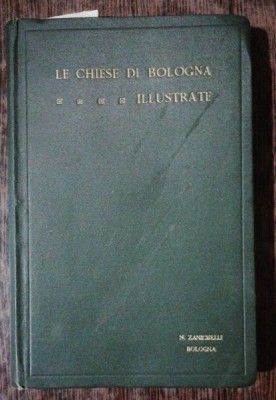 LE CHIESE DI BOLOGNA
ILLUSTRATE
N. ZANICHELLI
BOLOGNA